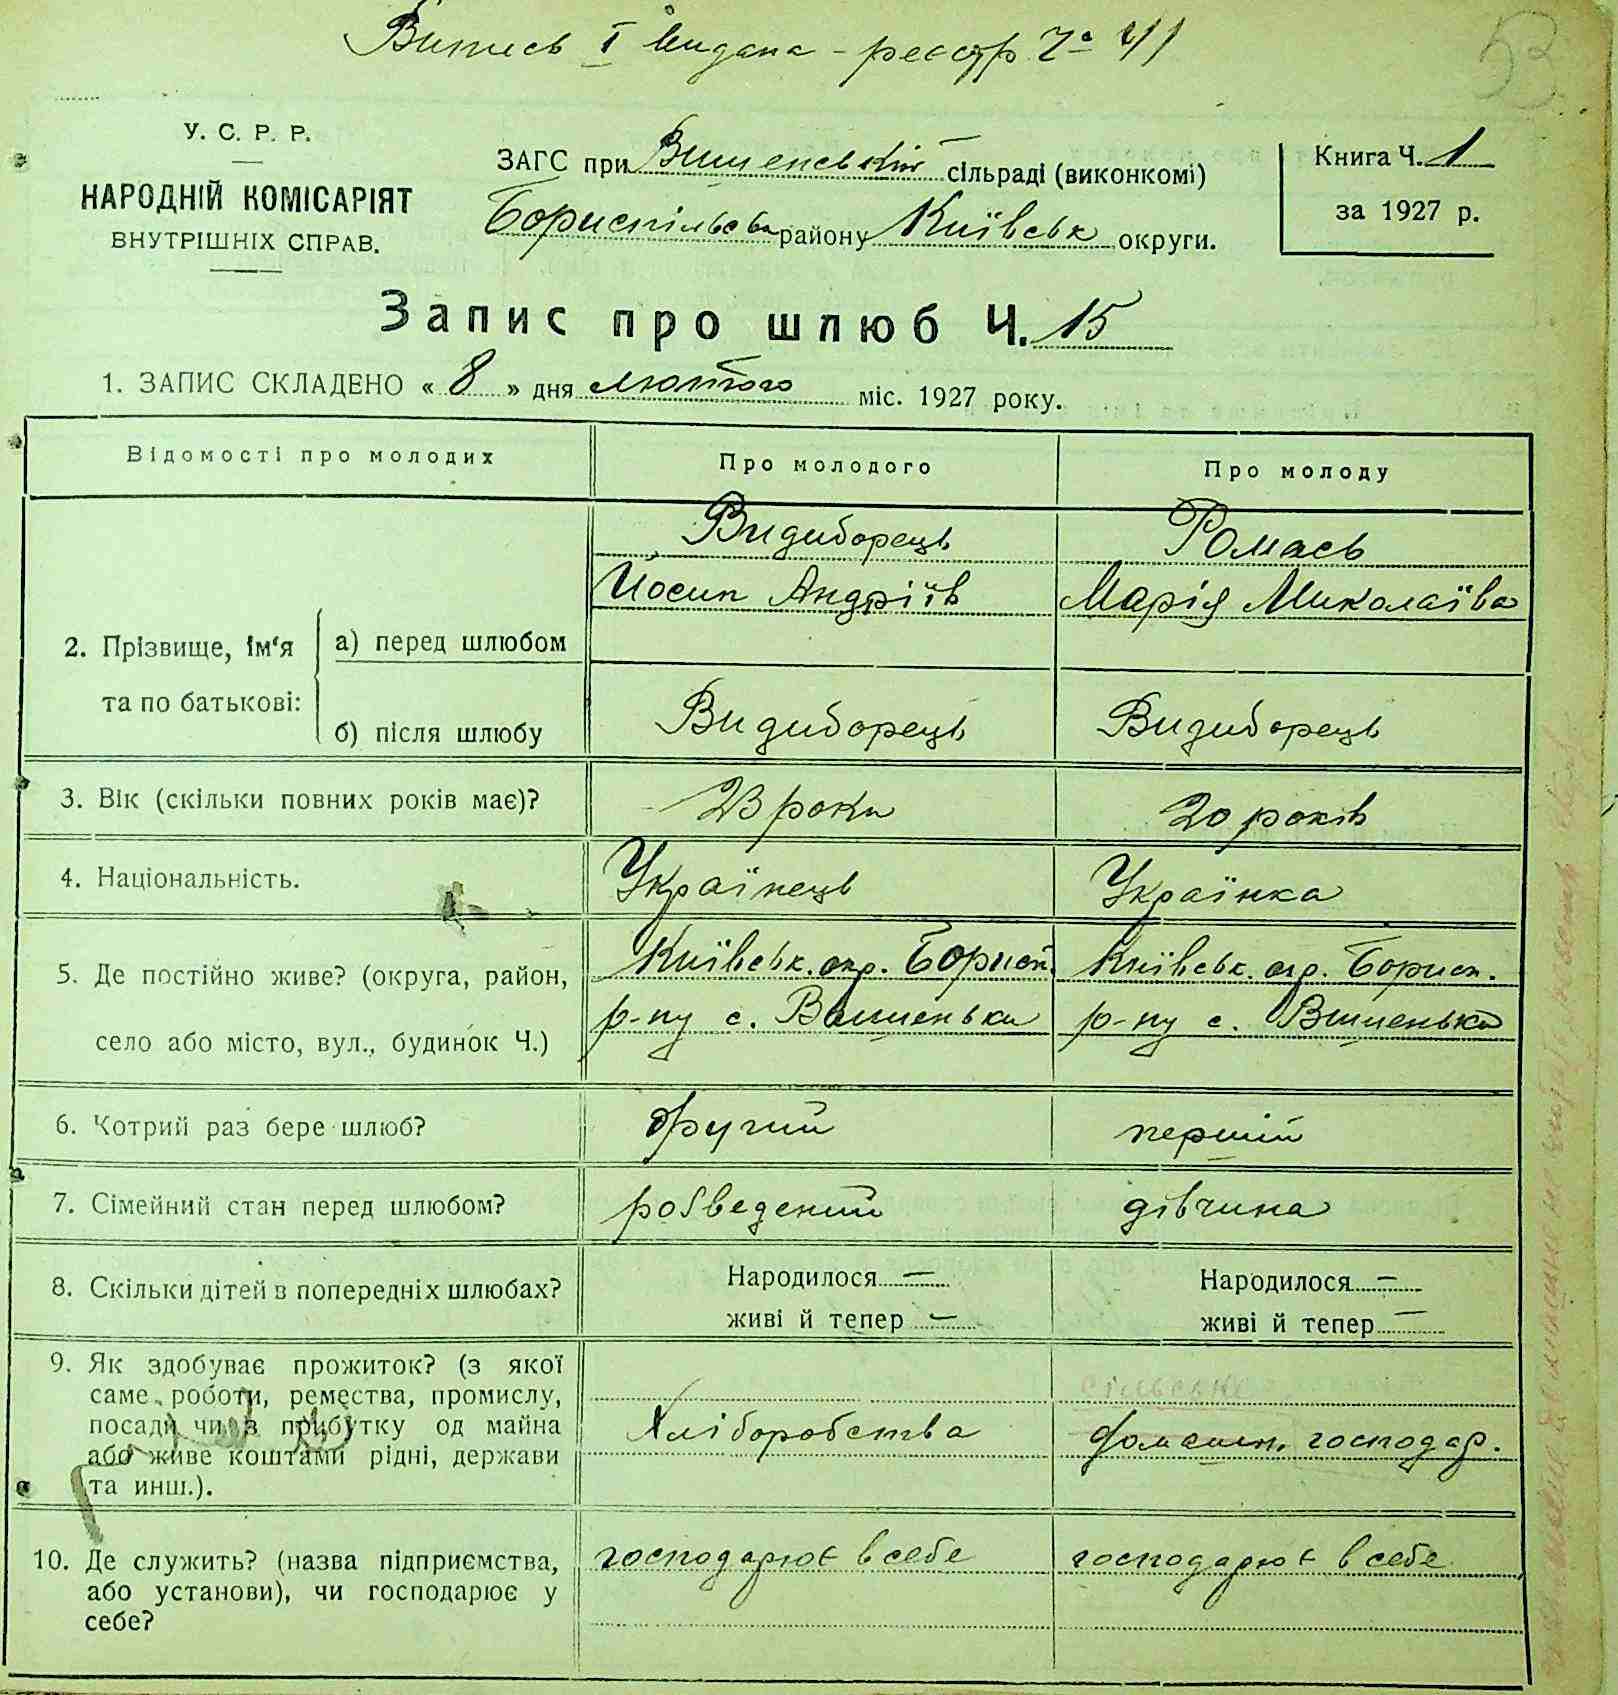 Випись I видана - реєстр Ч 41
53
У. С. Р. Р.
НАРОДНІЙ КОМІСАРІЯТ
ВНУТРІШНІХ СПРАВ.
ЗАГС при Вишенській сільраді (виконкомі)
Бориспільськ району Київськ округи.
Книга Ч. 1
за 1927 р.
Запис про шлюб Ч. 15
1. ЗАПИС СКЛАДЕНО « 8 » дня лютого міс. 1927 року.
Відомості про молодих
Про молодого
Про молоду
2. Прізвище, ім‘я
та по батькові:
а) перед шлюбом
Видиборець
Йосип Андріїв
Ромась
Марія Миколаїва
б) після шлюбу
Видиборець
Видиборець
3. Вік (скільки повних років має)?
23 роки
20 років
4. Національність.
Українець
Українка
5. Де постійно живе? (округа, район,
село або місто, вул., будинок Ч.)
Київськ. окр. Борисп.
р-ну с. Вишеньки
Київськ. окр. Борисп.
р-ну с. Вишеньки
6. Котрий раз бере шлюб?
другий
перший
7. Сімейний стан перед шлюбом?
розведений
дівчина
8. Скільки дітей в попередніх шлюбах?
Народилося —
живі й тепер —
Народилося —
живі й тепер —
9. Як здобуває прожиток? (з якої
саме роботи, ремества, промислу,
посади чи з прибутку од майна
або живе коштами рідні, держави
та инш.).
Хліборобства
сільське
домашн. господар.
10. Де служить? (назва підприємства,
або установи), чи господарює у
себе?
господарює в себе
господарює в себе